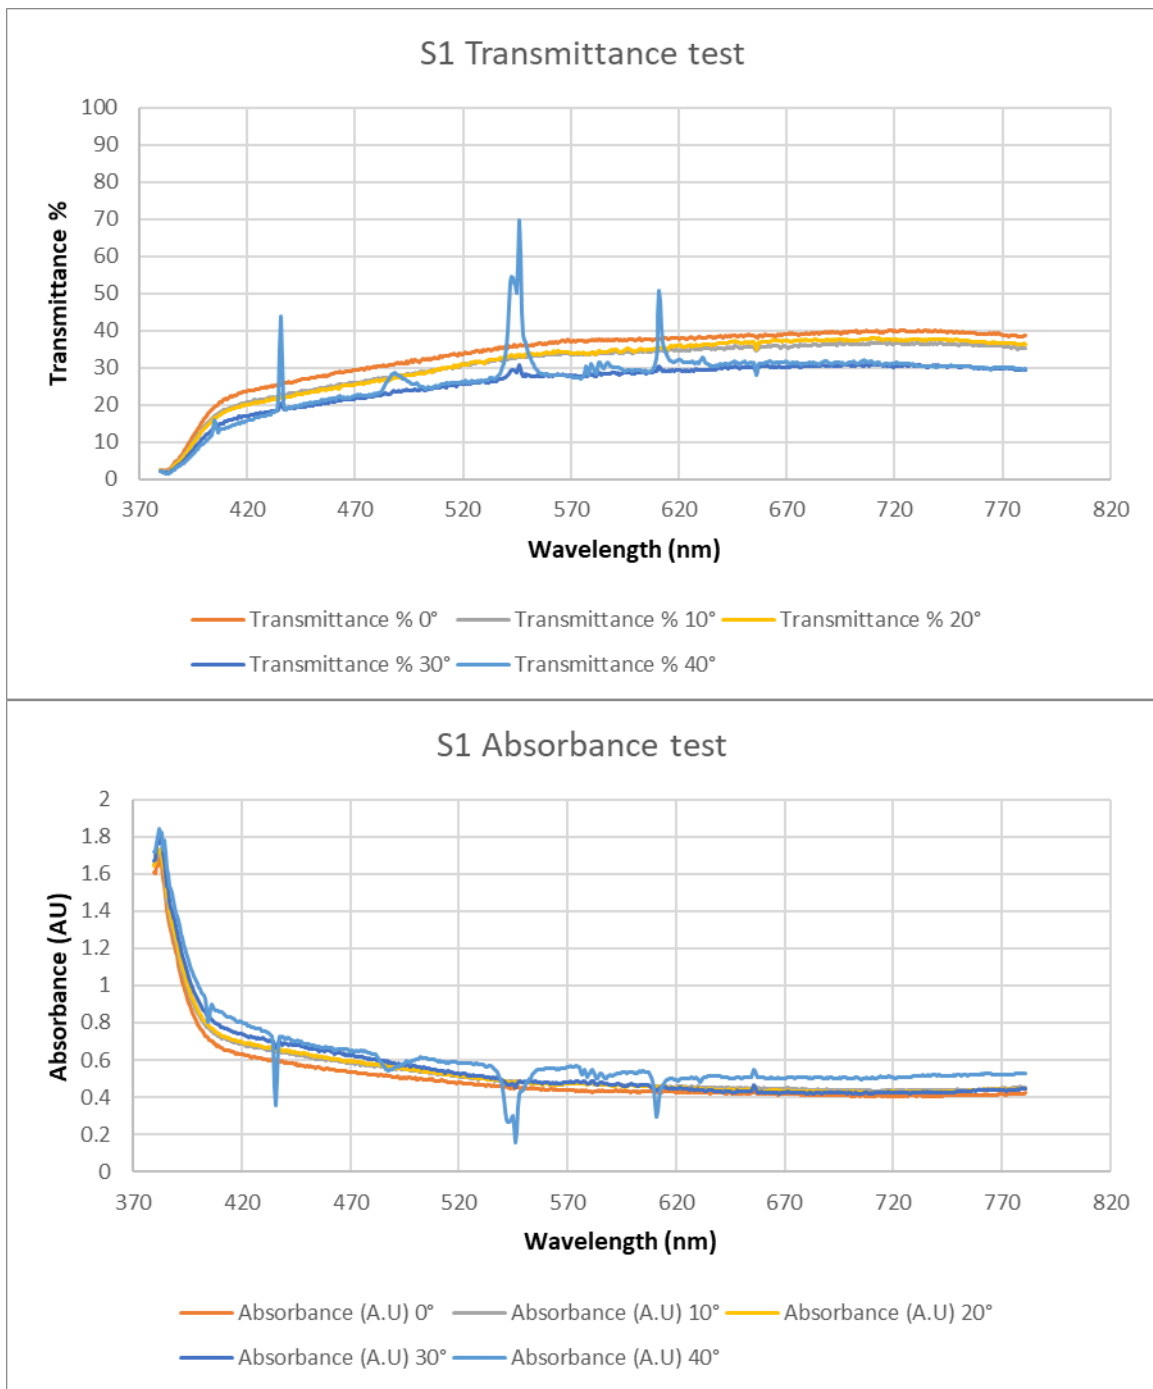 S1 Transmittance test
100
90
80
70
60
50
40
30
20
10
0
Transmittance %
370 420 470 520 570 620 670 720 770 820
Wavelength (nm)
Transmittance % 0° Transmittance % 10° Transmittance % 20°
Transmittance % 30° Transmittance % 40°
S1 Absorbance test
2
1.8
1.6
1.4
1.2
1
0.8
0.6
0.4
0.2
0
Absorbance (AU)
370 420 470 520 570 620 670 720 770 820
Wavelength (nm)
Absorbance (A.U) 0° Absorbance (A.U) 10° Absorbance (A.U) 20°
Absorbance (A.U) 30° Absorbance (A.U) 40°